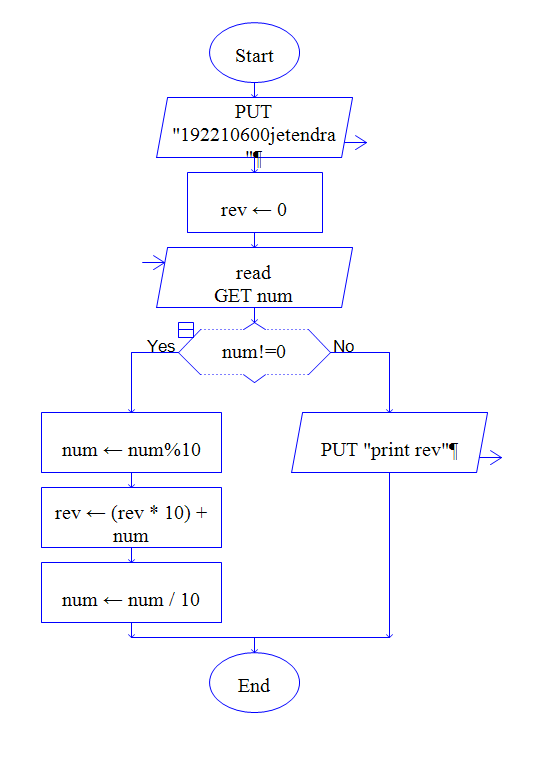 Start
PUT
"192210600jetendra
"¶
rev ← 0
read
GET num
num!=0
Yes
No
num ← num%10
PUT "print rev"¶
rev ← (rev * 10) +
num
num ← num / 10
End